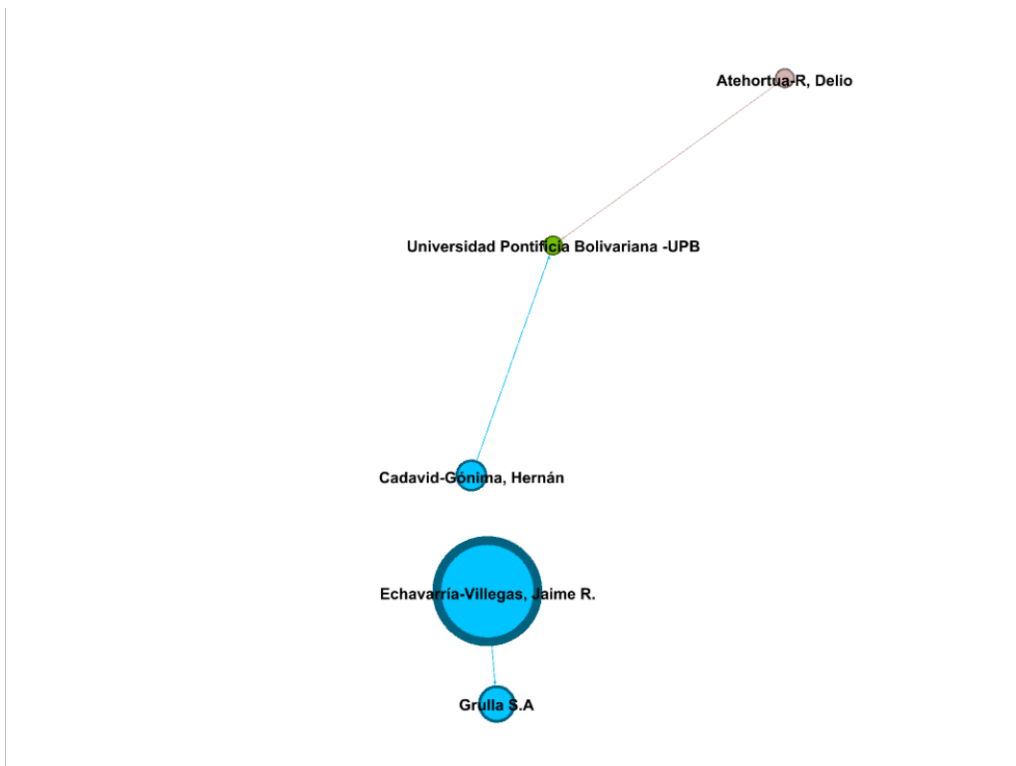 Atehortua-R, Delio
Universidad Pontificia Bolivariana -UPB
Cadavid-Gónima, Hernán
Echavarría-Villegas, Jaime R.
Grulla S.A